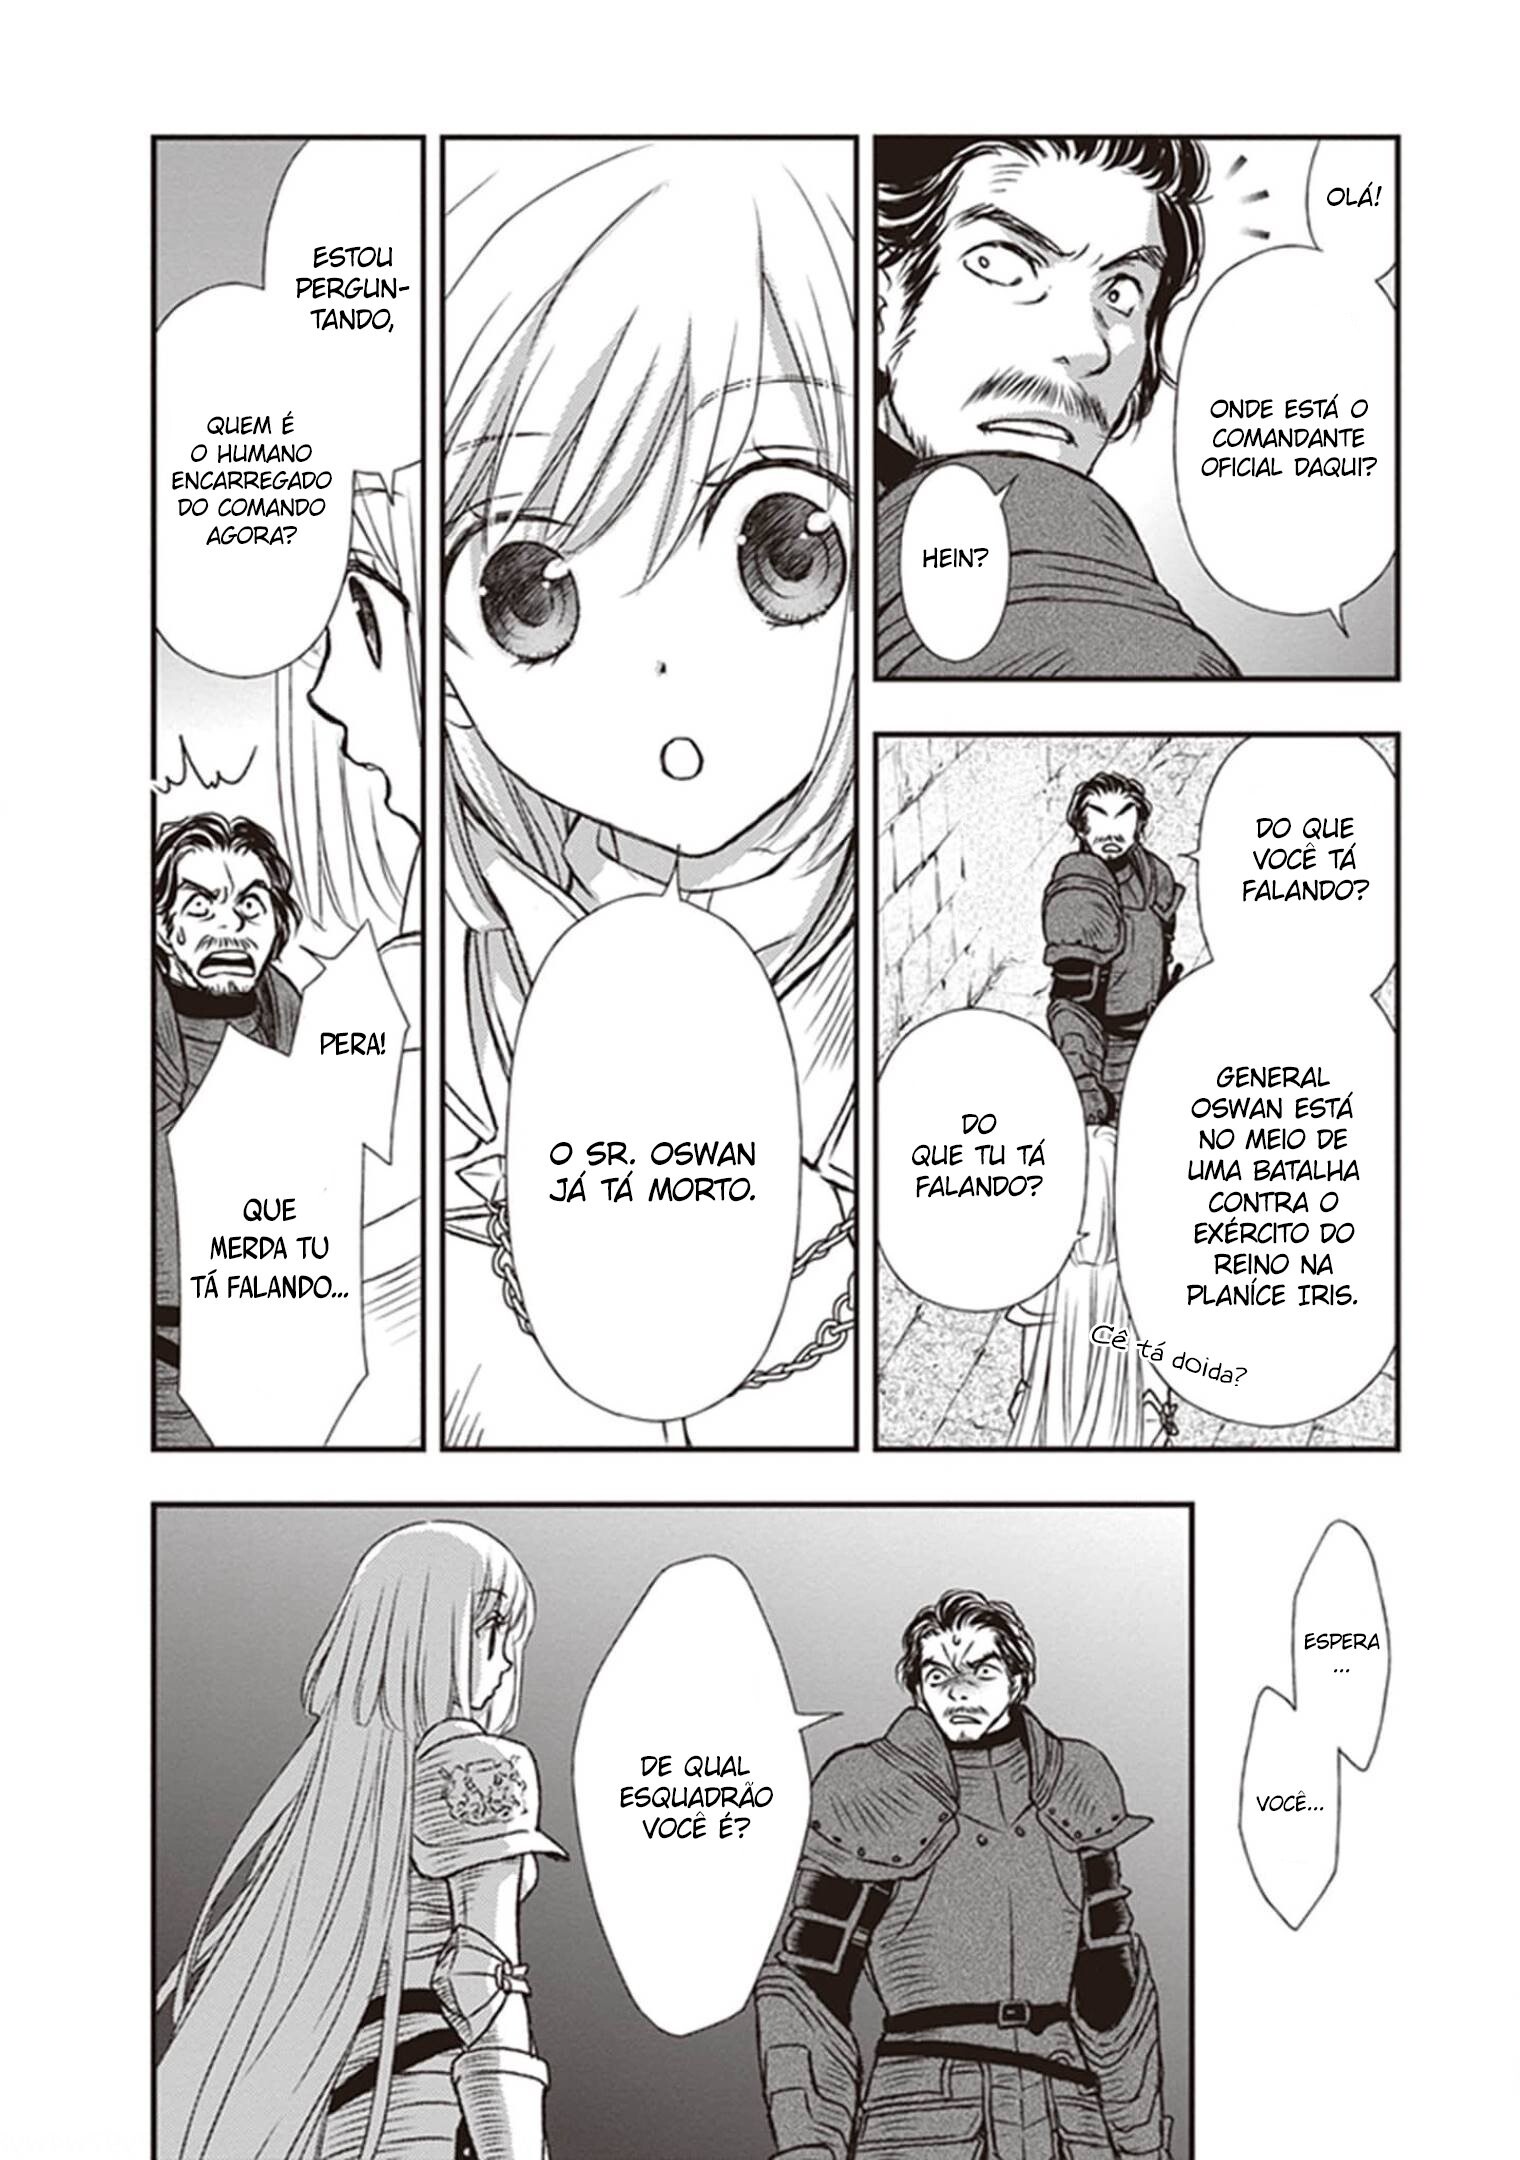 OLÁ!
ONDE ESTÁ O
COMANDANTE
OFICIAL DAQUI?
HEIN?
DO QUE
VOCÊ TÁ
FALANDO?
GENERAL
OSWAN ESTÁ
NO MEIO DE
UMA BATALHA
CONTRA O
EXÉRCITO DO
REINO NA
PLANÍCE IRIS.
Cê tá doida?
DO
QUE TU TÁ
FALANDO?
O SR. OSWAN
JÁ TÁ MORTO.
ESTOU
PERGUN-
TANDO,
QUEM É
O HUMANO
ENCARREGADO
DO COMANDO
AGORA?
PERA!
QUE
MERDA TU
TÁ FALANDO...
ESPERA
...
VOCÊ...
DE QUAL
ESQUADRÃO
VOCÊ É?